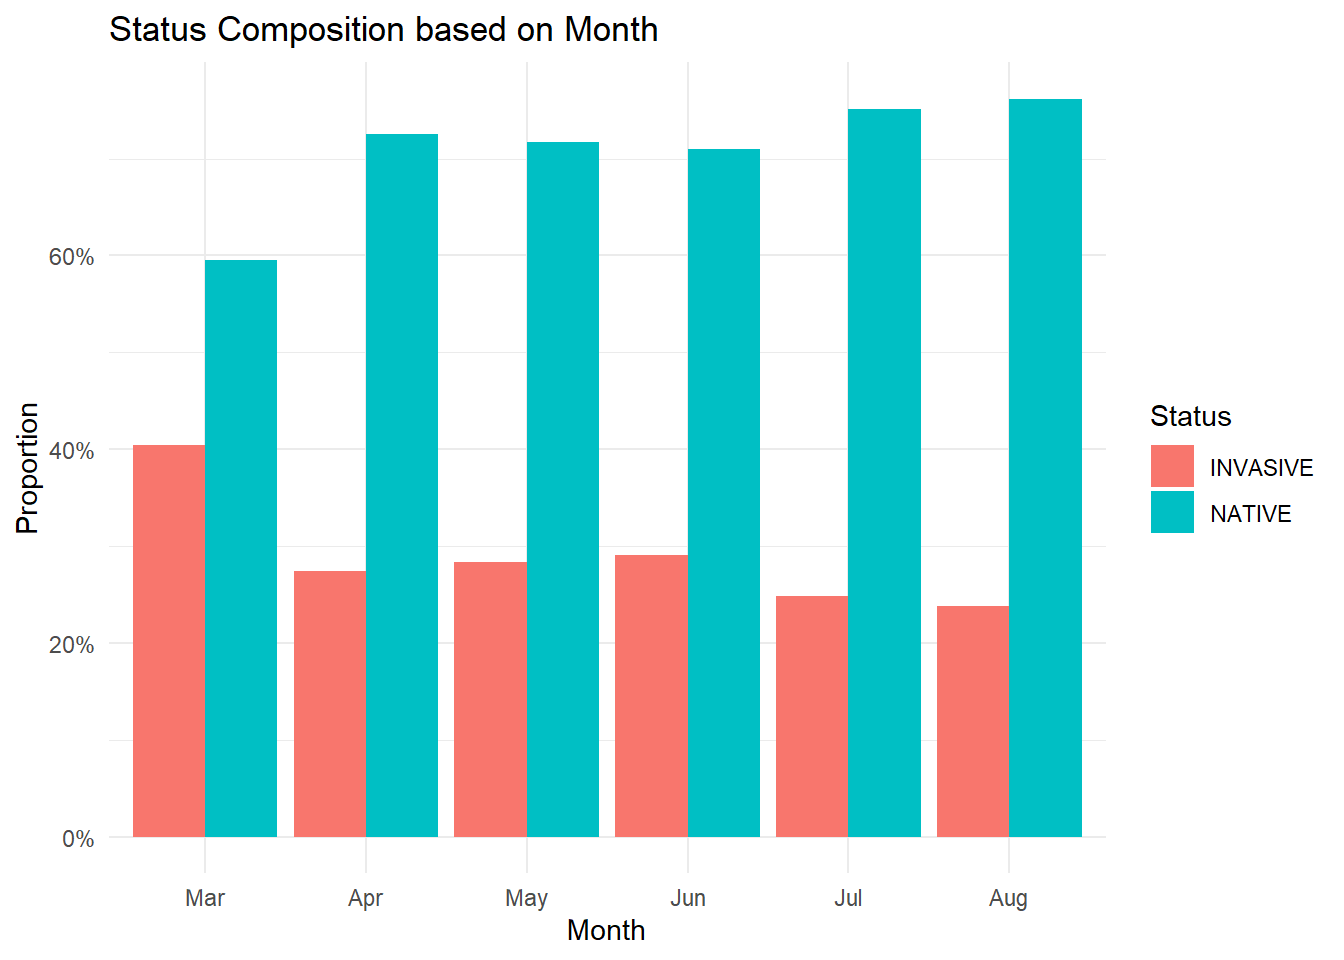 Status Composition based on Month
Proportion
60%
40%
20%
0%
Mar Apr May Jun Jul Aug
Month
Status
INVASIVE
NATIVE